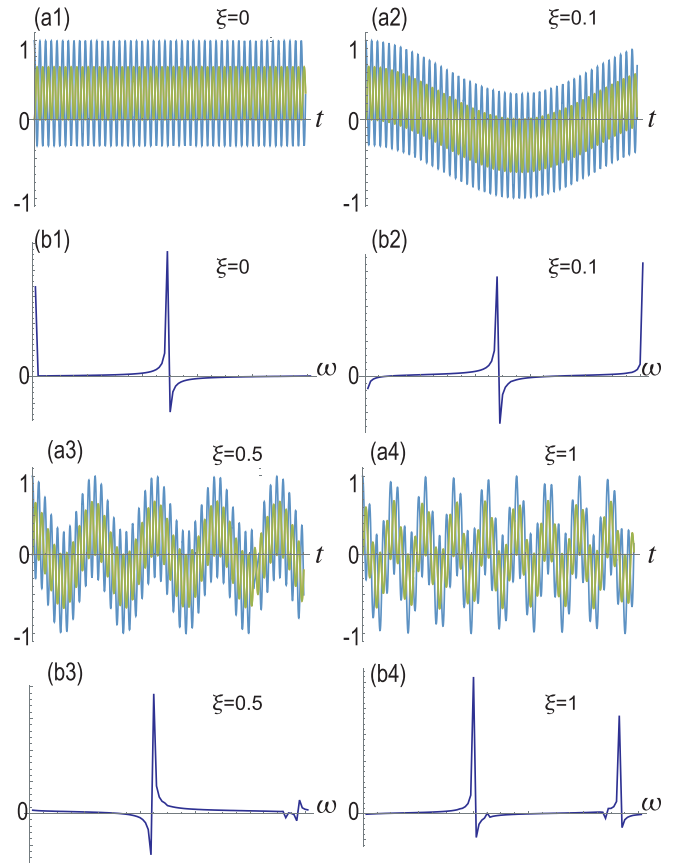 (a1) ξ=0
1
0
-1
t
(a2) ξ=0.1
1
0
-1
t
(b1)
ξ=0
0
ω
(b2)
ξ=0.1
0
ω
(a3) ξ=0.5
1
0
-1
t
(a4) ξ=1
1
0
-1
t
(b3)
ξ=0.5
0
ω
(b4)
ξ=1
0
ω